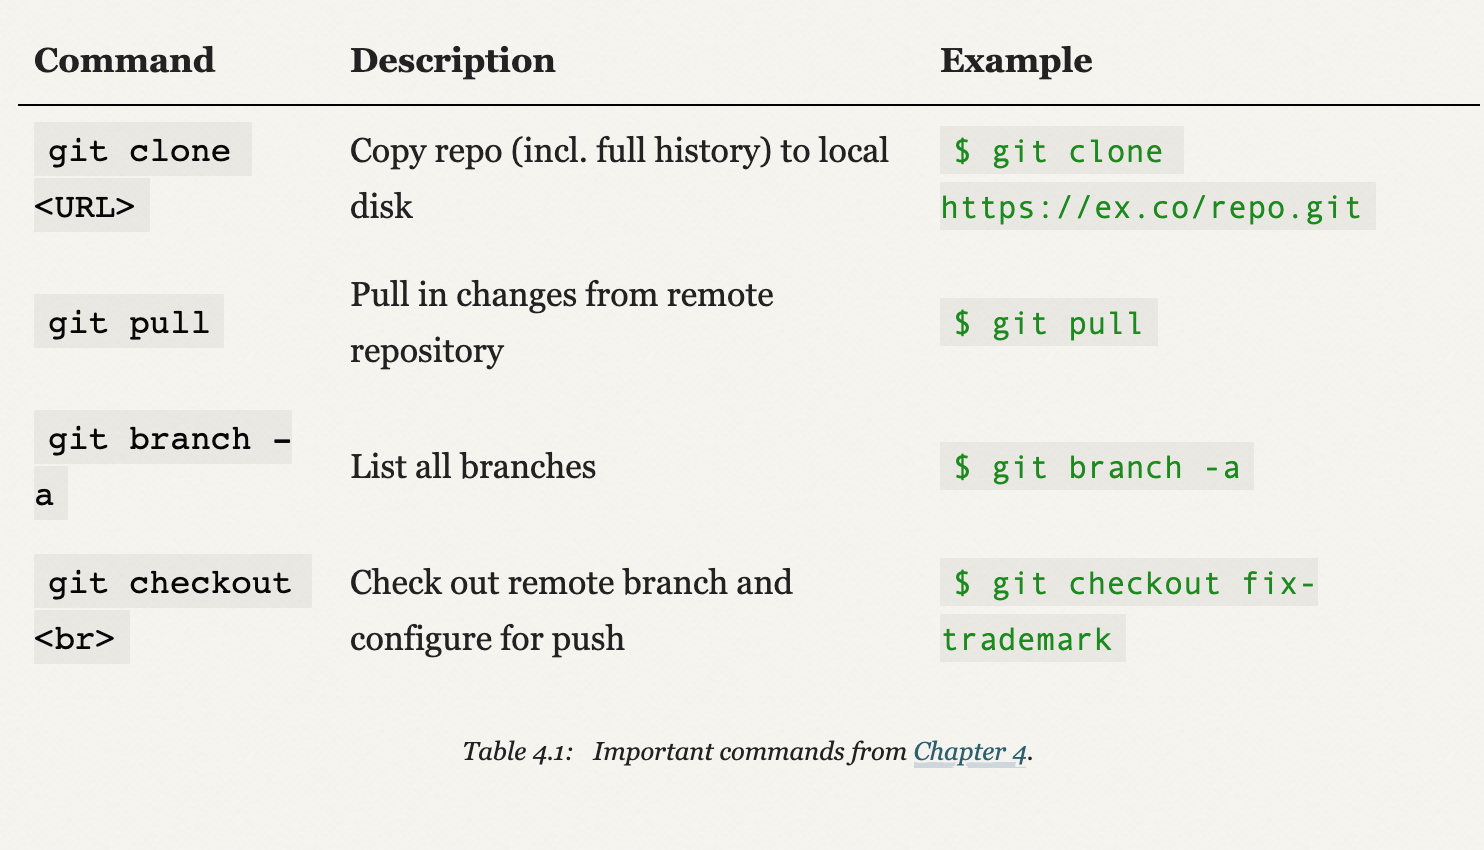 Command Description Example
git clone Copy repo (incl. full history) to local $ git clone
<URL> disk https://ex.co/repo.git
Pull in changes from remote
git pull $ git pull
repository
git branch –
List all branches $ git branch -a
a
git checkout Check out remote branch and $ git checkout fix-
<br> configure for push trademark
Table 4.1: Important commands from Chapter 4.